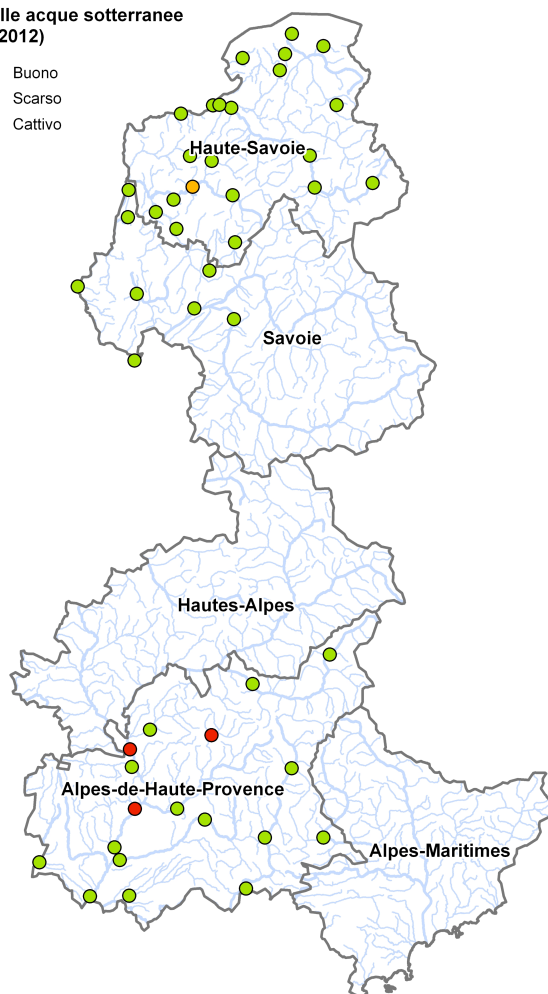 lle acque sotterranee
2012)
Buono
Scarso
Cattivo
Haute-Savoie
Savoie
Hautes-Alpes
Alpes-de-Haute-Provence
Alpes-Maritimes